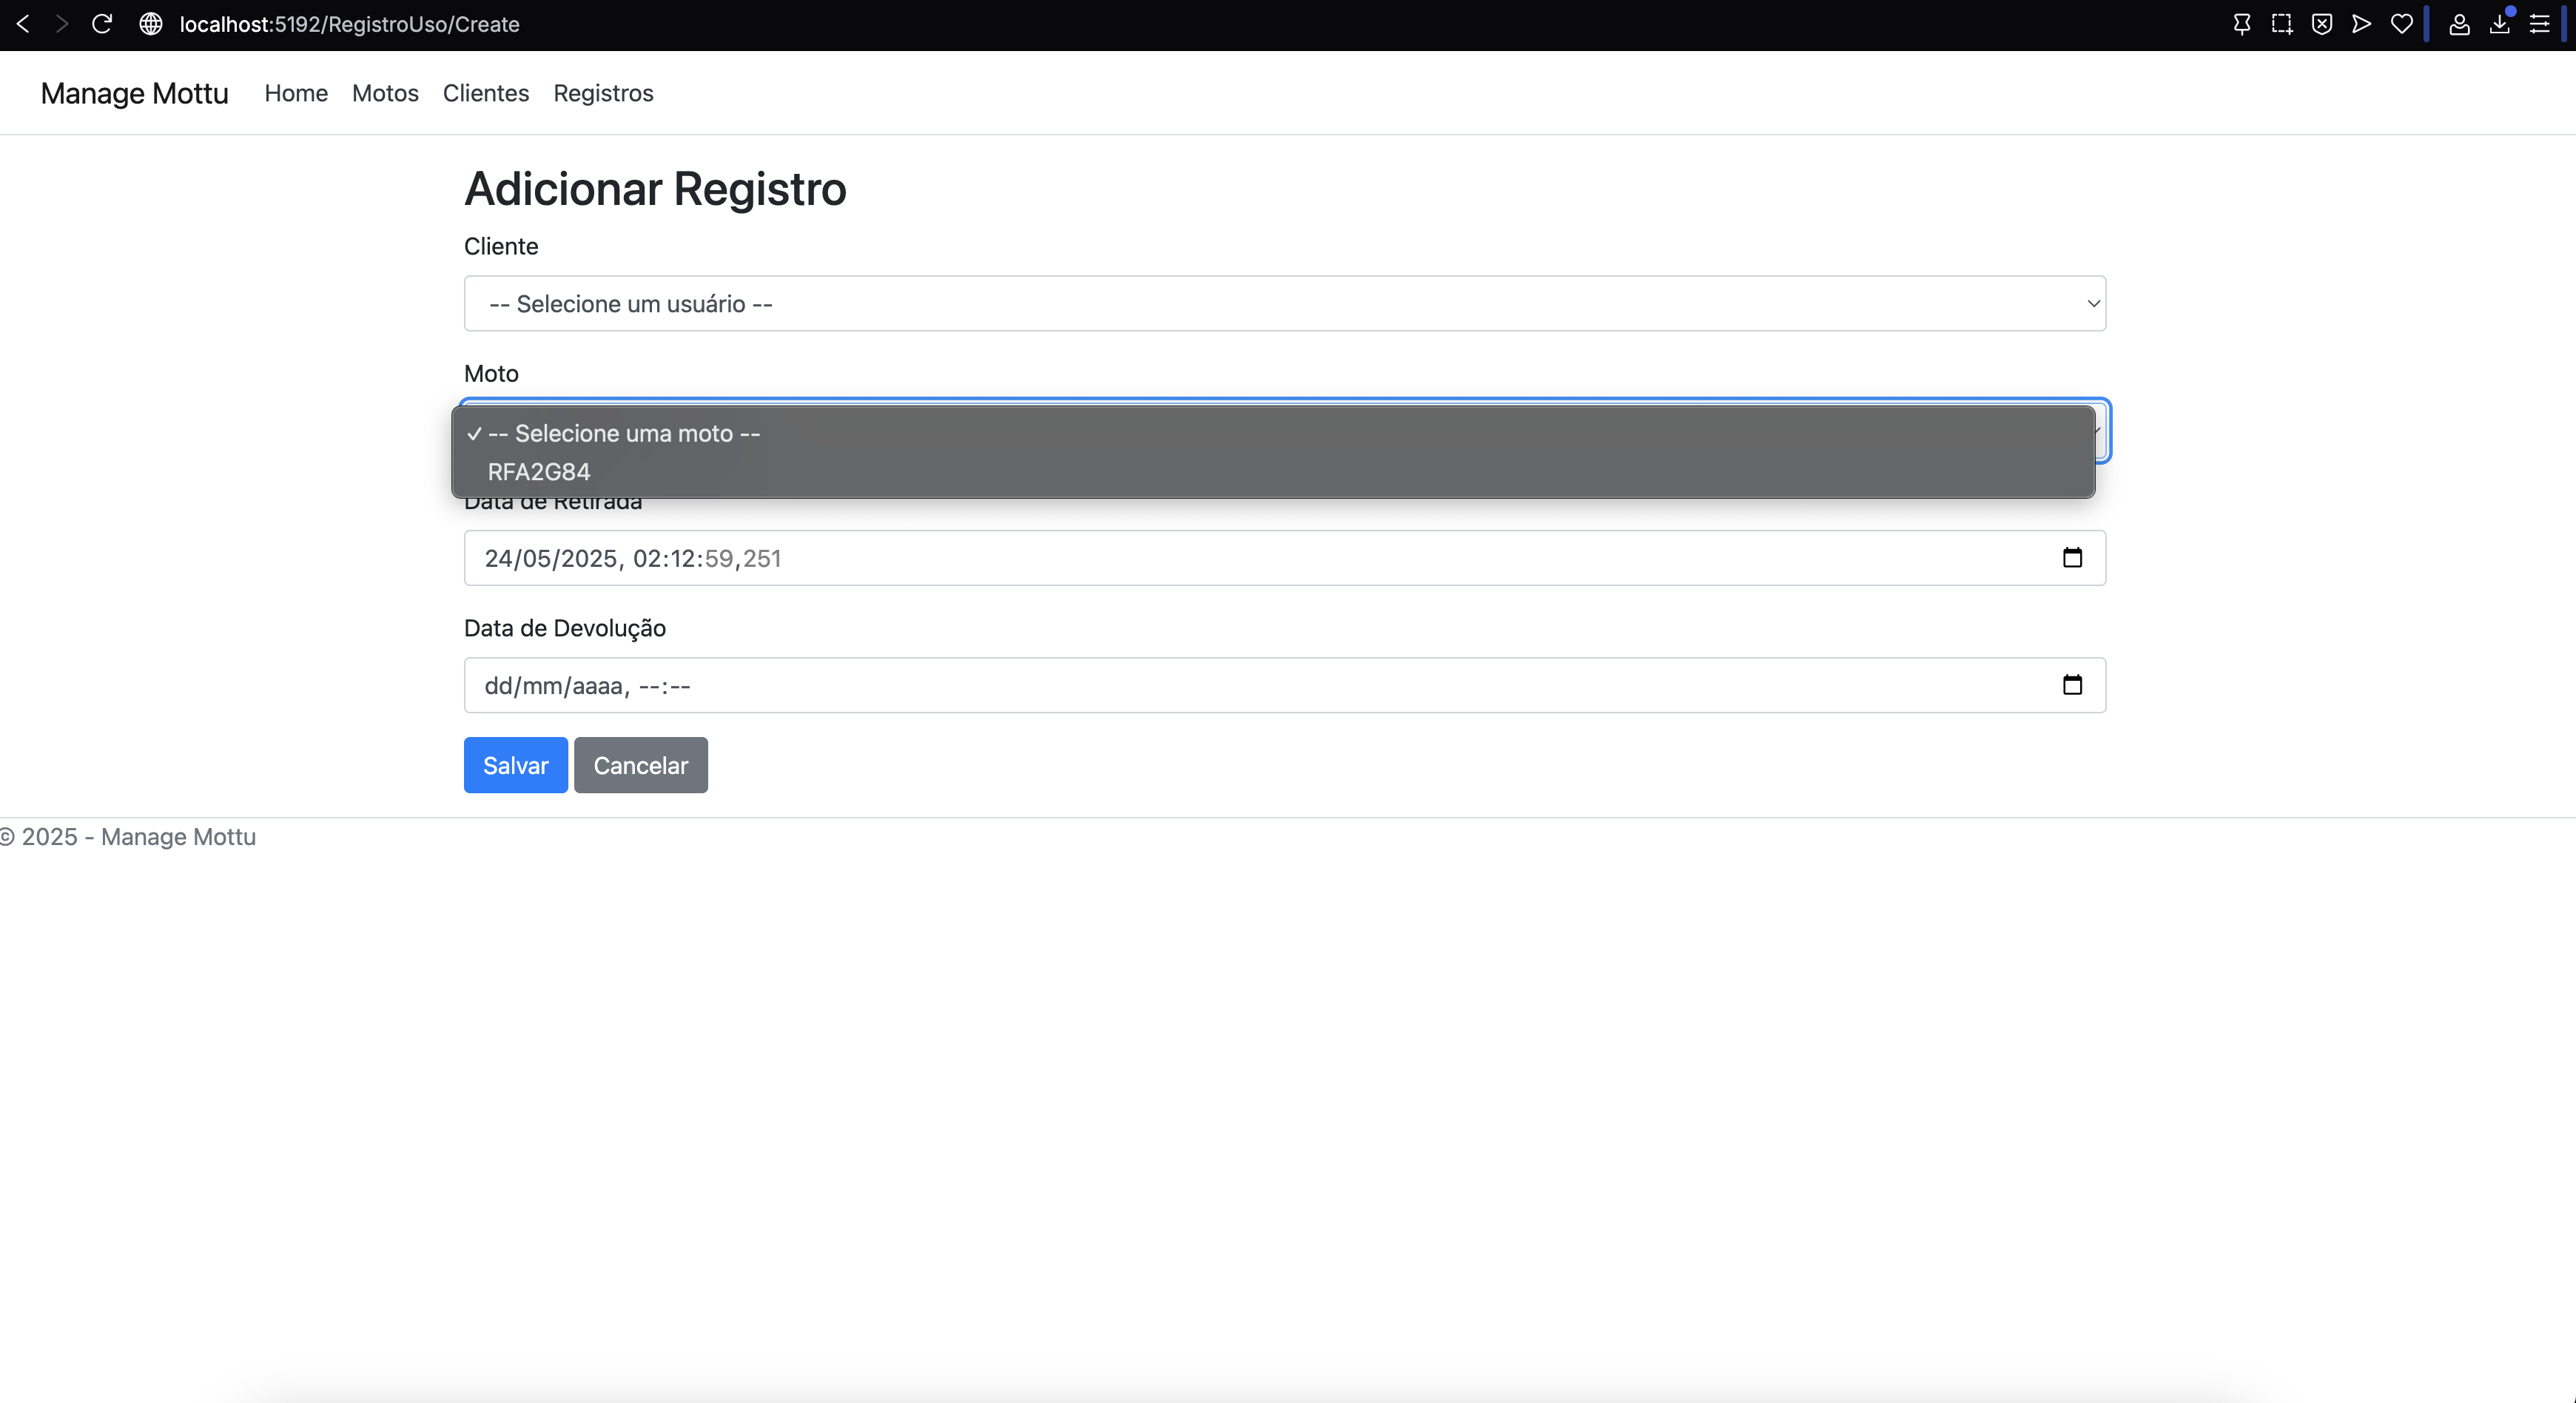 localhost:5192/RegistroUso/Create
Manage Mottu Home Motos Clientes Registros
Adicionar Registro
Cliente
-- Selecione um usuário --
Moto
✓ -- Selecione uma moto --
RFA2G84
Data de Retirada
24/05/2025, 02:12:59,251
Data de Devolução
dd/mm/aaaa, --:--
Salvar Cancelar
© 2025 - Manage Mottu